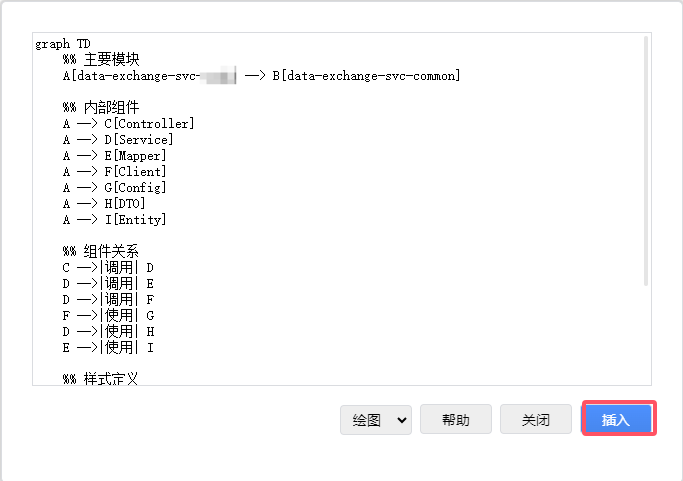 graph TD
%% 主要模块
A[data-exchange-svc- --> B[data-exchange-svc-common]
%% 内部组件
A --> C[Controller]
A --> D[Service]
A --> E[Mapper]
A --> F[Client]
A --> G[Config]
A --> H[DTO]
A --> I[Entity]
%% 组件关系
C -->|调用| D
D -->|调用| E
D -->|调用| F
F -->|使用| G
D -->|使用| H
E -->|使用| I
%% 样式定义
绘图 帮助 关闭 插入